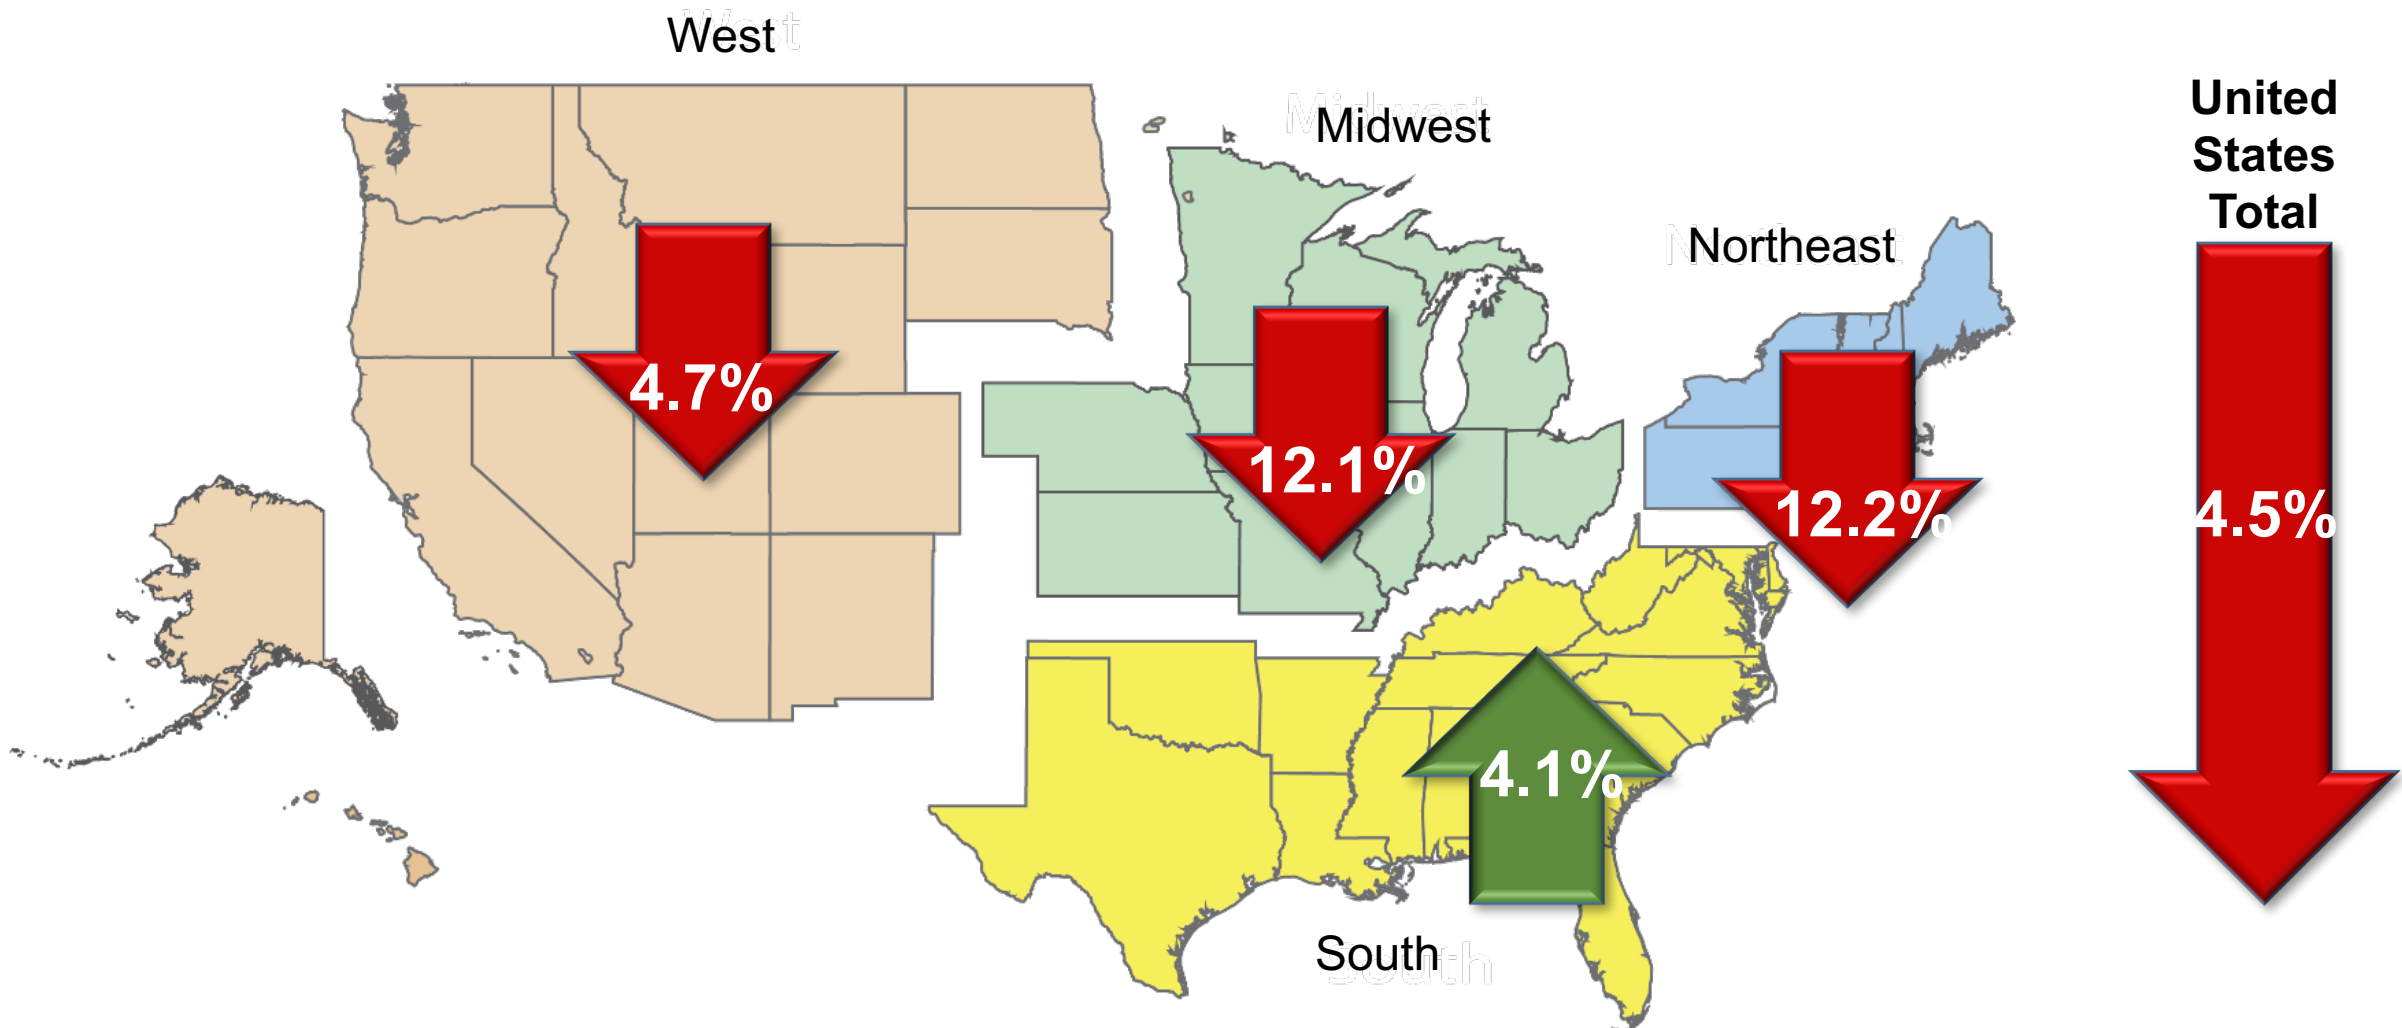 West
Midwest
Northeast
United
States
Total
4.7%
12.1%
12.2%
4.5%
4.1%
South